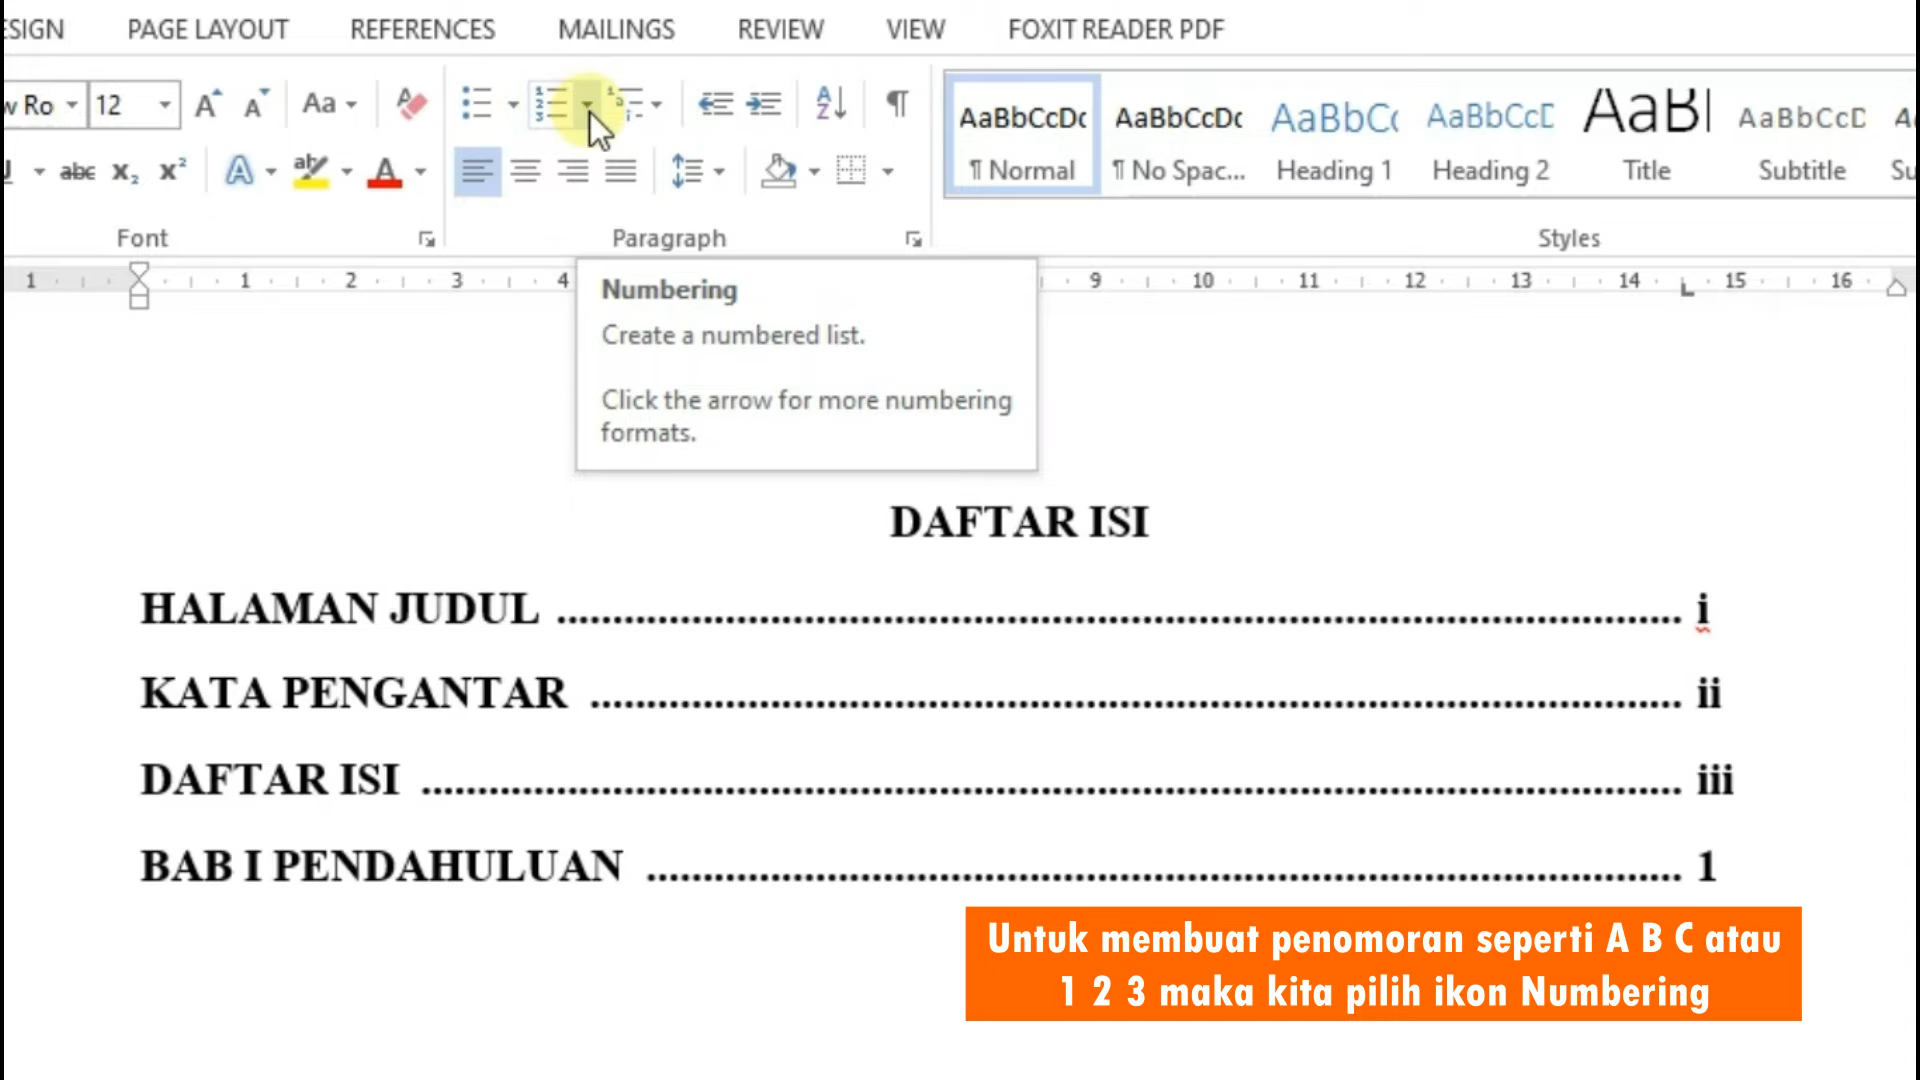 ESIGN PAGE LAYOUT REFERENCES MAILINGS REVIEW VIEW FOXIT READER PDF
w Ro 12 A A Aa
abc X₂ X² A ab A
AaBbCcDc AaBbCcDc AaBbC AaBbCcD AaB AaBbCcD A
¶ Normal ¶ No Spac... Heading 1 Heading 2 Title Subtitle Su
Font Paragraph Styles
1 1 2 3 4 9 10 11 12 13 14 15 16
Numbering
Create a numbered list.
Click the arrow for more numbering
formats.
DAFTAR ISI
HALAMAN JUDUL ........................................ i
KATA PENGANTAR ........................................ ii
DAFTAR ISI ........................................ iii
BAB I PENDAHULUAN ........................................ 1
Untuk membuat penomoran seperti A B C atau
1 2 3 maka kita pilih ikon Numbering